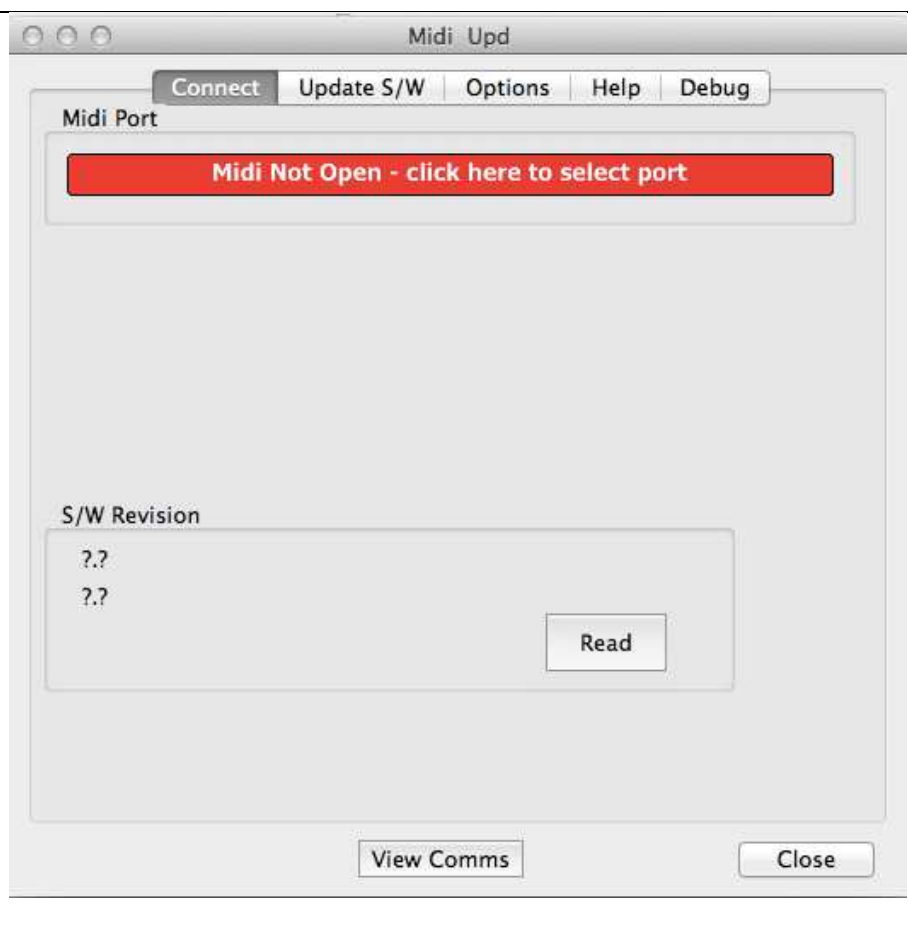 Midi Upd
Connect Update S/W Options Help Debug
Midi Port
Midi Not Open - click here to select port
S/W Revision
?.?
?.?
Read
View Comms Close